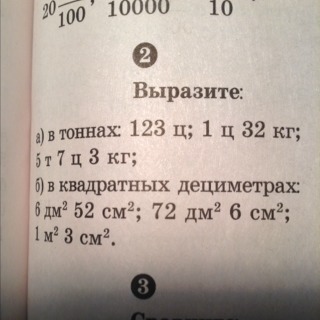 20 —/100; —/10000 —/10
2
Выразите:
а) в тоннах: 123 ц; 1 ц 32 кг;
5 т 7 ц 3 кг;
б) в квадратных дециметрах:
6 дм² 52 см²; 72 дм² 6 см²;
1 м² 3 см².
3